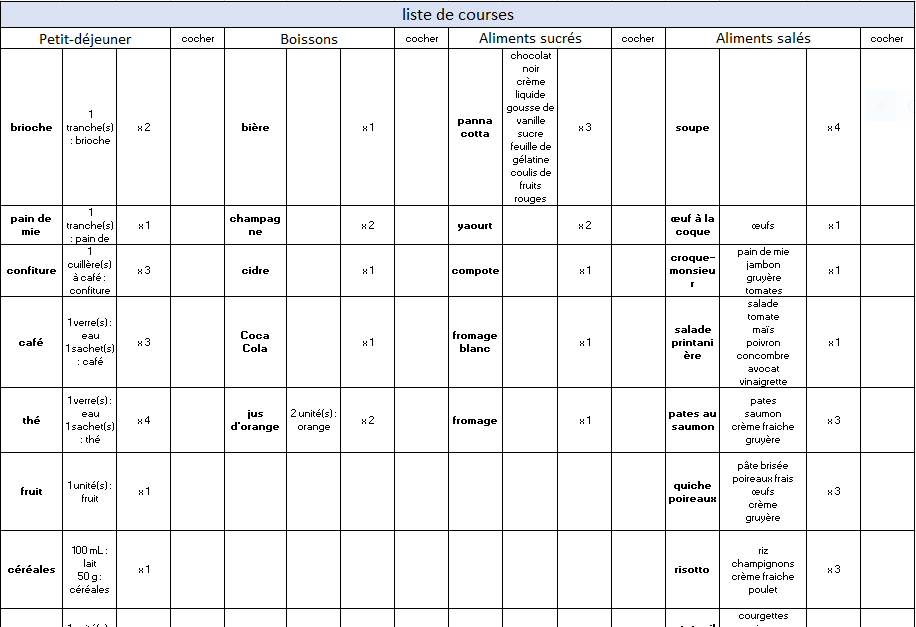 liste de courses
Petit-déjeuner cocher Boissons cocher Aliments sucrés cocher Aliments salés cocher
brioche
1
tranche(s)
: brioche
x 2
bière
x 1
panna
cotta
chocolat
noir
crème
liquide
gousse de
vanille
sucre
feuille de
gélatine
coulis de
fruits
rouges
x 3
soupe
x 4
pain de
mie
1
tranche(s)
: pain de
x 1
champag
ne
x 2
yaourt
x 2
œuf à la
coque
œufs
x 1
confiture
1
cuillère(s)
à café :
confiture
x 3
cidre
x 1
compote
x 1
croque-
monsieu
r
pain de mie
jambon
gruyère
tomates
x 1
café
1 verre(s) :
eau
1 sachet(s)
: café
x 3
Coca
Cola
x 1
fromage
blanc
x 1
salade
printani
ère
salade
tomate
maïs
poivron
concombre
avocat
vinaigrette
x 1
thé
1 verre(s) :
eau
1 sachet(s)
: thé
x 4
jus
d'orange
2 unité(s) :
orange
x 2
fromage
x 1
pates au
saumon
pates
saumon
crème fraiche
gruyère
x 3
fruit
1 unité(s) :
fruit
x 1
quiche
poireaux
pâte brisée
poireaux frais
œufs
crème
gruyère
x 3
céréales
100 mL :
lait
50 g :
céréales
x 1
risotto
riz
champignons
crème fraiche
poulet
x 3
courgettes